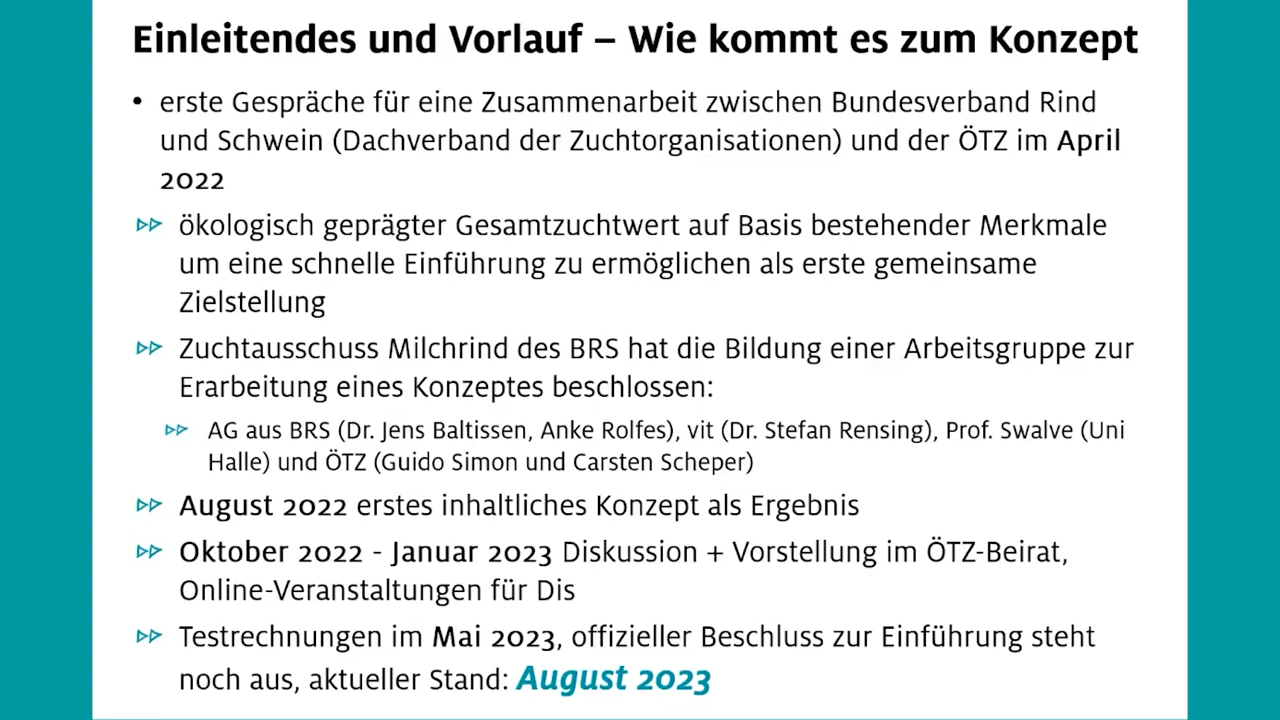 Einleitendes und Vorlauf – Wie kommt es zum Konzept
• erste Gespräche für eine Zusammenarbeit zwischen Bundesverband Rind
und Schwein (Dachverband der Zuchtorganisationen) und der ÖTZ im April
2022
ökologisch geprägter Gesamtzuchtwert auf Basis bestehender Merkmale
um eine schnelle Einführung zu ermöglichen als erste gemeinsame
Zielstellung
Zuchtausschuss Milchrind des BRS hat die Bildung einer Arbeitsgruppe zur
Erarbeitung eines Konzeptes beschlossen:
AG aus BRS (Dr. Jens Baltissen, Anke Rolfes), vit (Dr. Stefan Rensing), Prof. Swalve (Uni
Halle) und ÖTZ (Guido Simon und Carsten Scheper)
August 2022 erstes inhaltliches Konzept als Ergebnis
Oktober 2022 - Januar 2023 Diskussion + Vorstellung im ÖTZ-Beirat,
Online-Veranstaltungen für Dis
Testrechnungen im Mai 2023, offizieller Beschluss zur Einführung steht
noch aus, aktueller Stand: August 2023